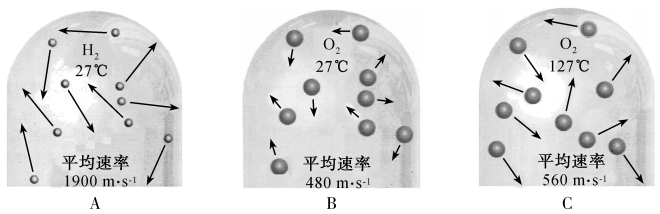 H₂
27℃
平均速率
1900 m·s⁻¹
A
O₂
27℃
平均速率
480 m·s⁻¹
B
O₂
127℃
平均速率
560 m·s⁻¹
C